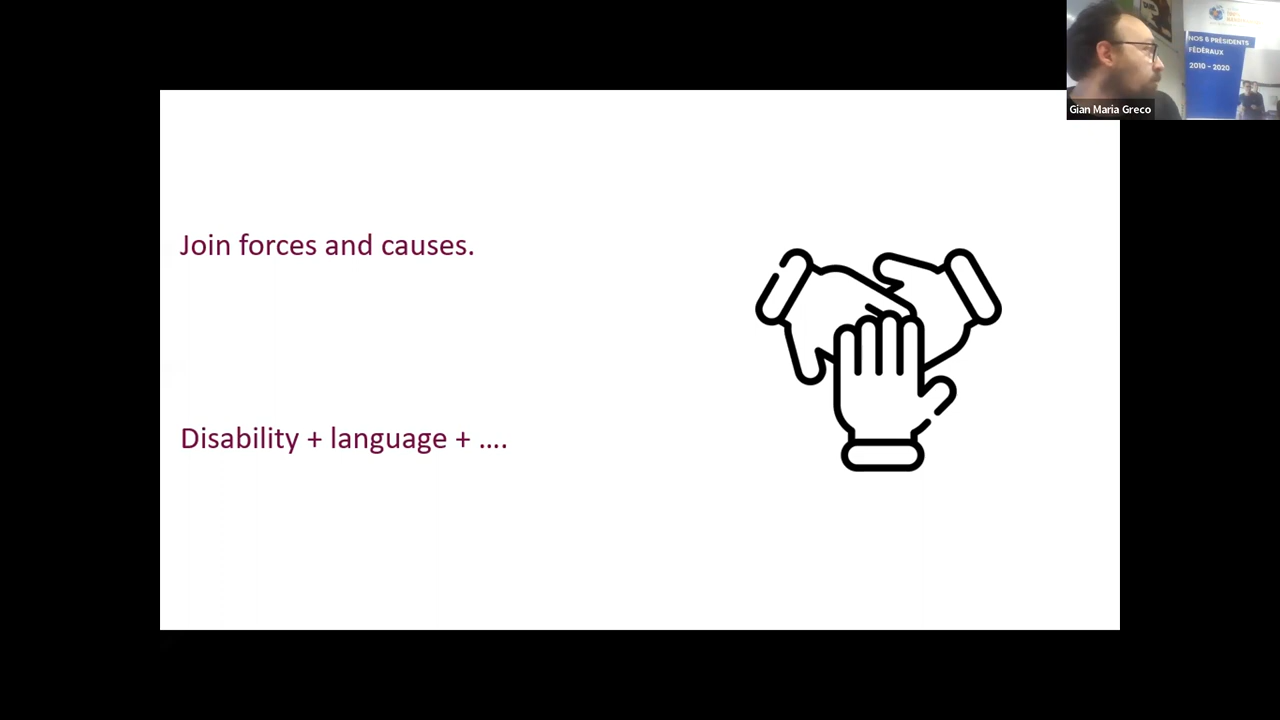 Join forces and causes.
Disability + language + ....
NOS 6 PRÉSIDENTS
FÉDÉRAUX
2010 - 2020
Gian Maria Greco